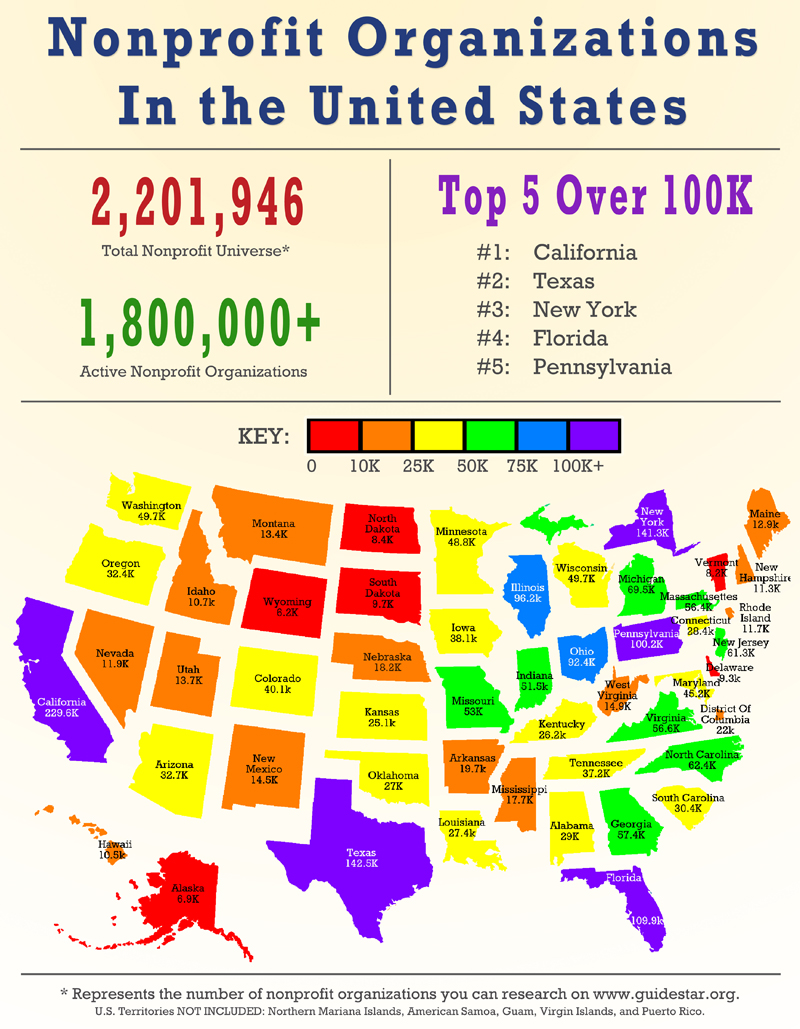 Nonprofit Organizations
In the United States
2,201,946
Total Nonprofit Universe*
1,800,000+
Active Nonprofit Organizations
Top 5 Over 100K
#1: California
#2: Texas
#3: New York
#4: Florida
#5: Pennsylvania
KEY:
0 10K 25K 50K 75K 100K+
Washington
49.7K
Oregon
32.4K
California
229.6K
Nevada
11.9K
Idaho
10.7k
Montana
13.4K
Wyoming
6.2K
Utah
13.7K
Colorado
40.1k
Arizona
32.7K
New
Mexico
14.5K
North
Dakota
8.4K
South
Dakota
9.7K
Nebraska
18.2K
Kansas
25.1k
Oklahoma
27K
Texas
142.5K
Minnesota
48.8K
Iowa
38.1k
Missouri
53K
Arkansas
19.7k
Louisiana
27.4k
Wisconsin
49.7K
Illinois
96.2k
Michigan
69.5K
Indiana
51.5k
Ohio
92.4K
Kentucky
26.2k
Tennessee
37.2K
Mississippi
17.7K
Alabama
29K
Georgia
57.4K
Florida
109.9k
South Carolina
30.4K
North Carolina
62.4K
Virginia
56.6K
West
Virginia
14.9K
District Of
Columbia
22k
Maryland
45.2K
Delaware
9.3k
Pennsylvania
100.2K
New Jersey
61.3K
New
York
141.3K
Connecticut
28.4k
Rhode
Island
11.7K
Massachusettes
56.4K
Vermont
8.2K
New
Hampshire
11.3K
Maine
12.9k
Hawaii
10.5k
Alaska
6.9K
* Represents the number of nonprofit organizations you can research on www.guidestar.org.
U.S. Territories NOT INCLUDED: Northern Mariana Islands, American Samoa, Guam, Virgin Islands, and Puerto Rico.